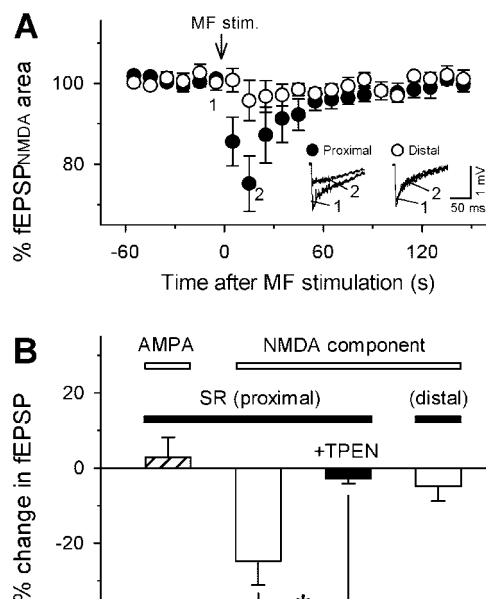 A
MF stim.
% fEPSPNMDA area
100
80
1
2
Proximal
Distal
1
2
1
2
1 mV
50 ms
-60
0
60
120
Time after MF stimulation (s)
B
AMPA
NMDA component
SR (proximal)
(distal)
+TPEN
% change in fEPSP
20
0
-20
*